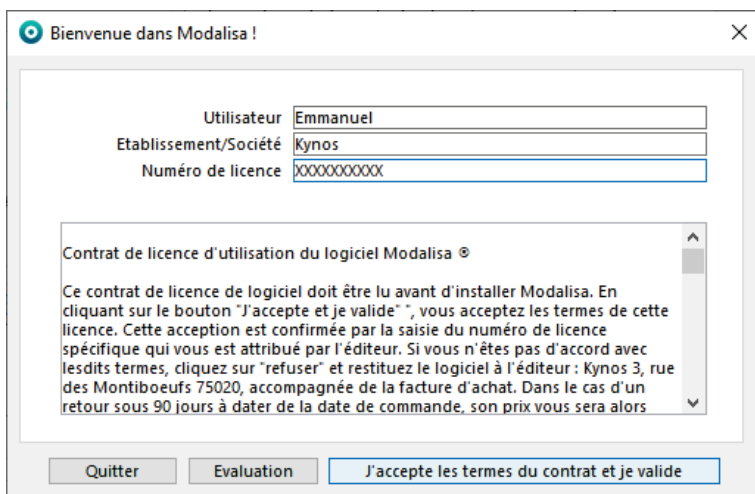 Bienvenue dans Modalisa !
Utilisateur Emmanuel
Etablissement/Société Kynos
Numéro de licence XXXXXXXXXX
Contrat de licence d'utilisation du logiciel Modalisa ®
Ce contrat de licence de logiciel doit être lu avant d'installer Modalisa. En
cliquant sur le bouton "J'accepte et je valide" ", vous acceptez les termes de cette
licence. Cette acception est confirmée par la saisie du numéro de licence
spécifique qui vous est attribué par l'éditeur. Si vous n'êtes pas d'accord avec
lesdits termes, cliquez sur "refuser" et restituez le logiciel à l'éditeur : Kynos 3, rue
des Montiboeufs 75020, accompagnée de la facture d'achat. Dans le cas d'un
retour sous 90 jours à dater de la date de commande, son prix vous sera alors
Quitter Evaluation J'accepte les termes du contrat et je valide